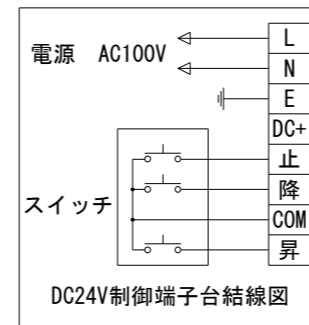 電源 AC100V
L
N
E
DC+
止
降
COM
昇
スイッチ
DC24V制御端子台結線図